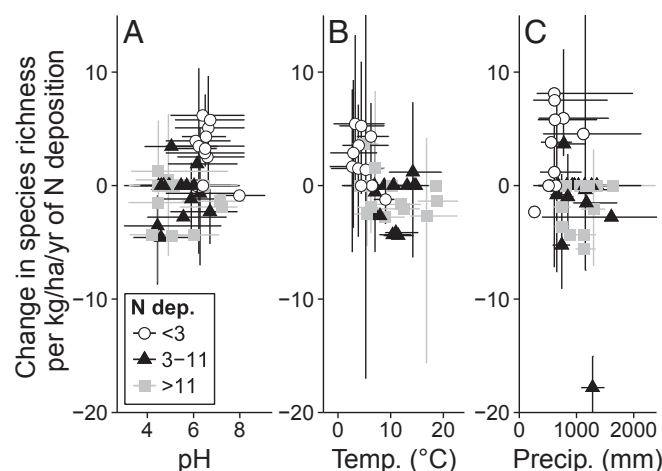 Change in species richness
per kg/ha/yr of N deposition
A
B
C
10
0
−10
−20
10
0
−10
−20
10
0
−10
−20
N dep.
<3
3−11
>11
4 6 8
0 10 20
0 1000 2000
pH
Temp. (°C)
Precip. (mm)